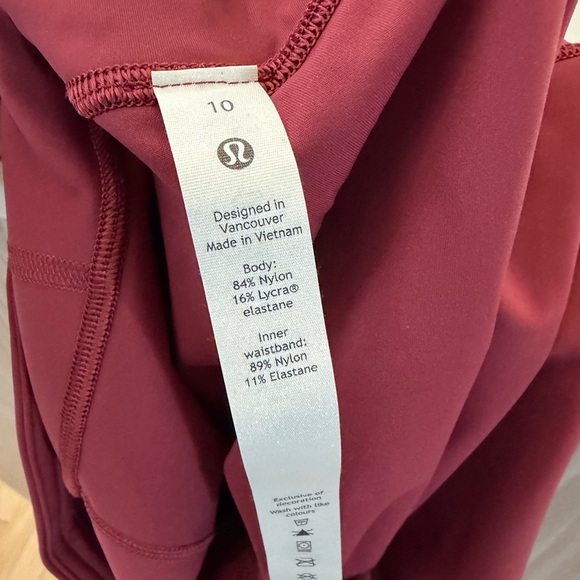 10
Designed in
Vancouver
Made in Vietnam
Body:
84% Nylon
16% Lycra®
elastane
Inner
waistband:
89% Nylon
11% Elastane
Exclusive of
decoration
Wash with like
colours